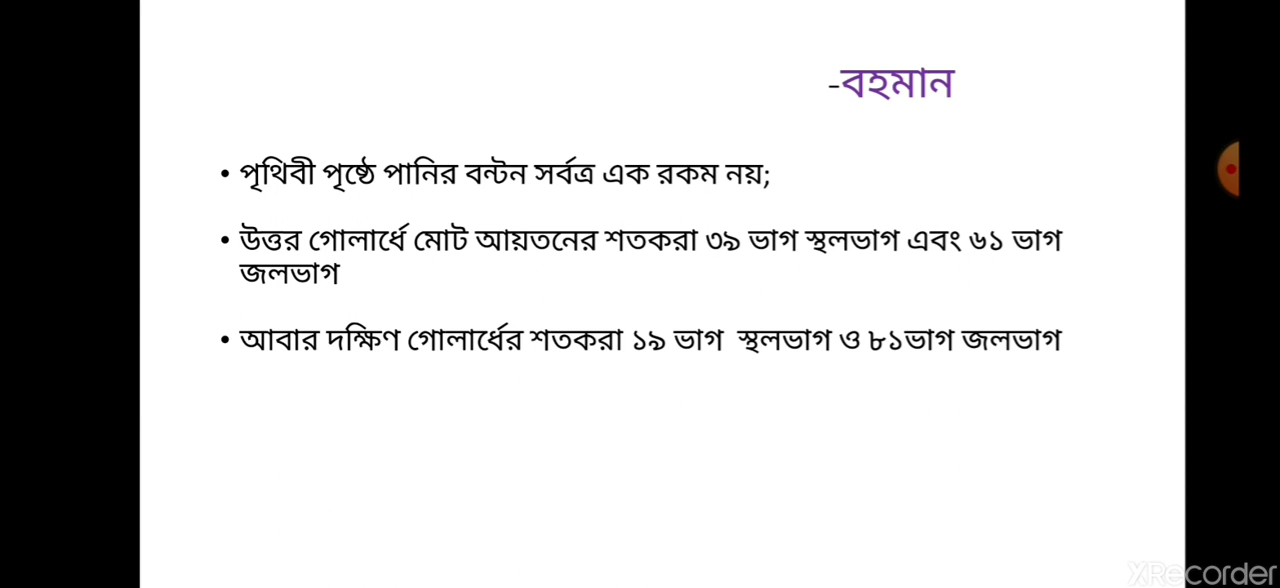 -বহমান
• পৃথিবী পৃষ্ঠে পানির বন্টন সর্বত্র এক রকম নয়;
• উত্তর গোলার্ধে মোট আয়তনের শতকরা ৩৯ ভাগ স্থলভাগ এবং ৬১ ভাগ
জলভাগ
• আবার দক্ষিণ গোলার্ধের শতকরা ১৯ ভাগ স্থলভাগ ও ৮১ভাগ জলভাগ
XRecorder